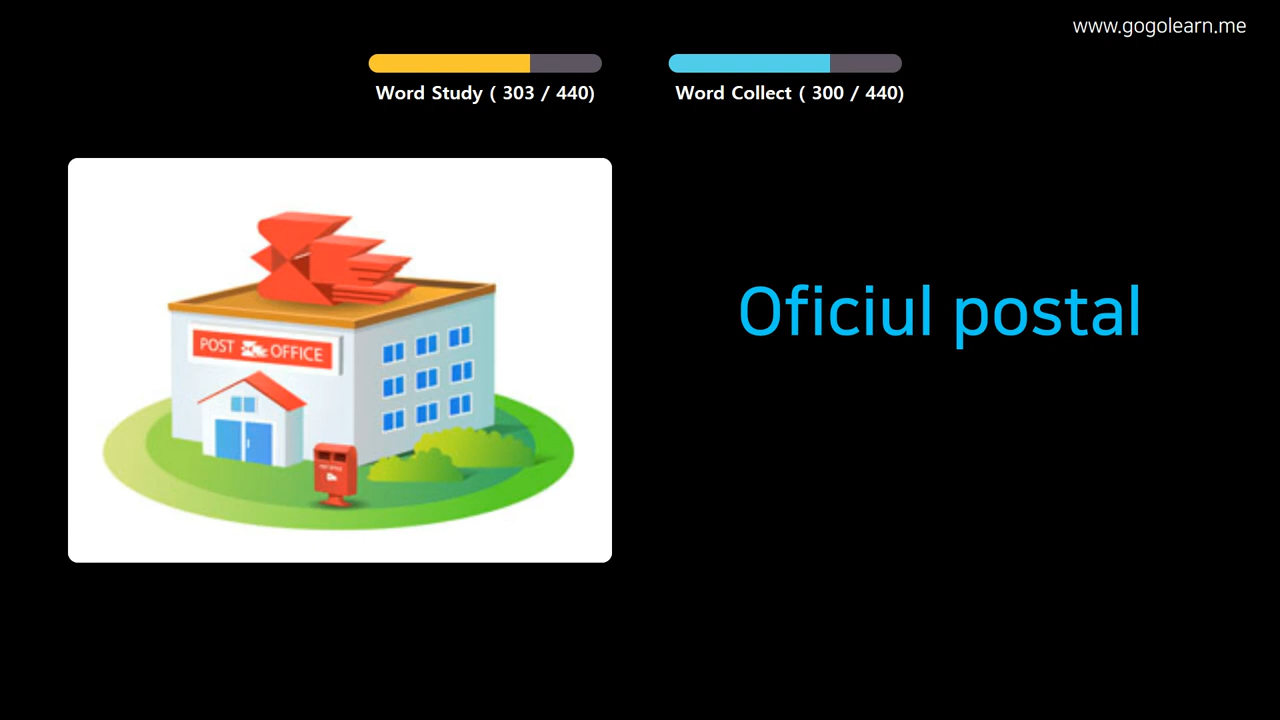 www.gogolearn.me
Word Study ( 303 / 440)
Word Collect ( 300 / 440)
POST OFFICE
Oficiul postal